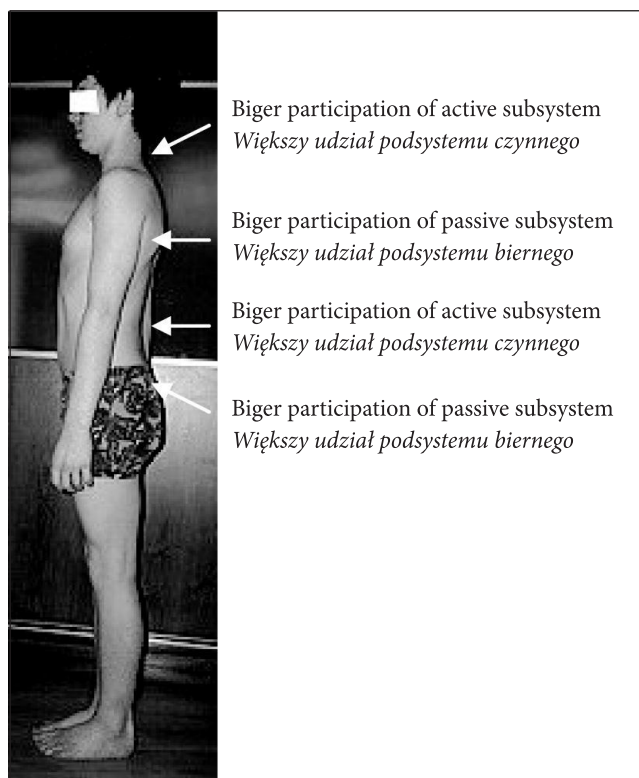 Biger participation of active subsystem
Większy udział podsystemu czynnego
Biger participation of passive subsystem
Większy udział podsystemu biernego
Biger participation of active subsystem
Większy udział podsystemu czynnego
Biger participation of passive subsystem
Większy udział podsystemu biernego